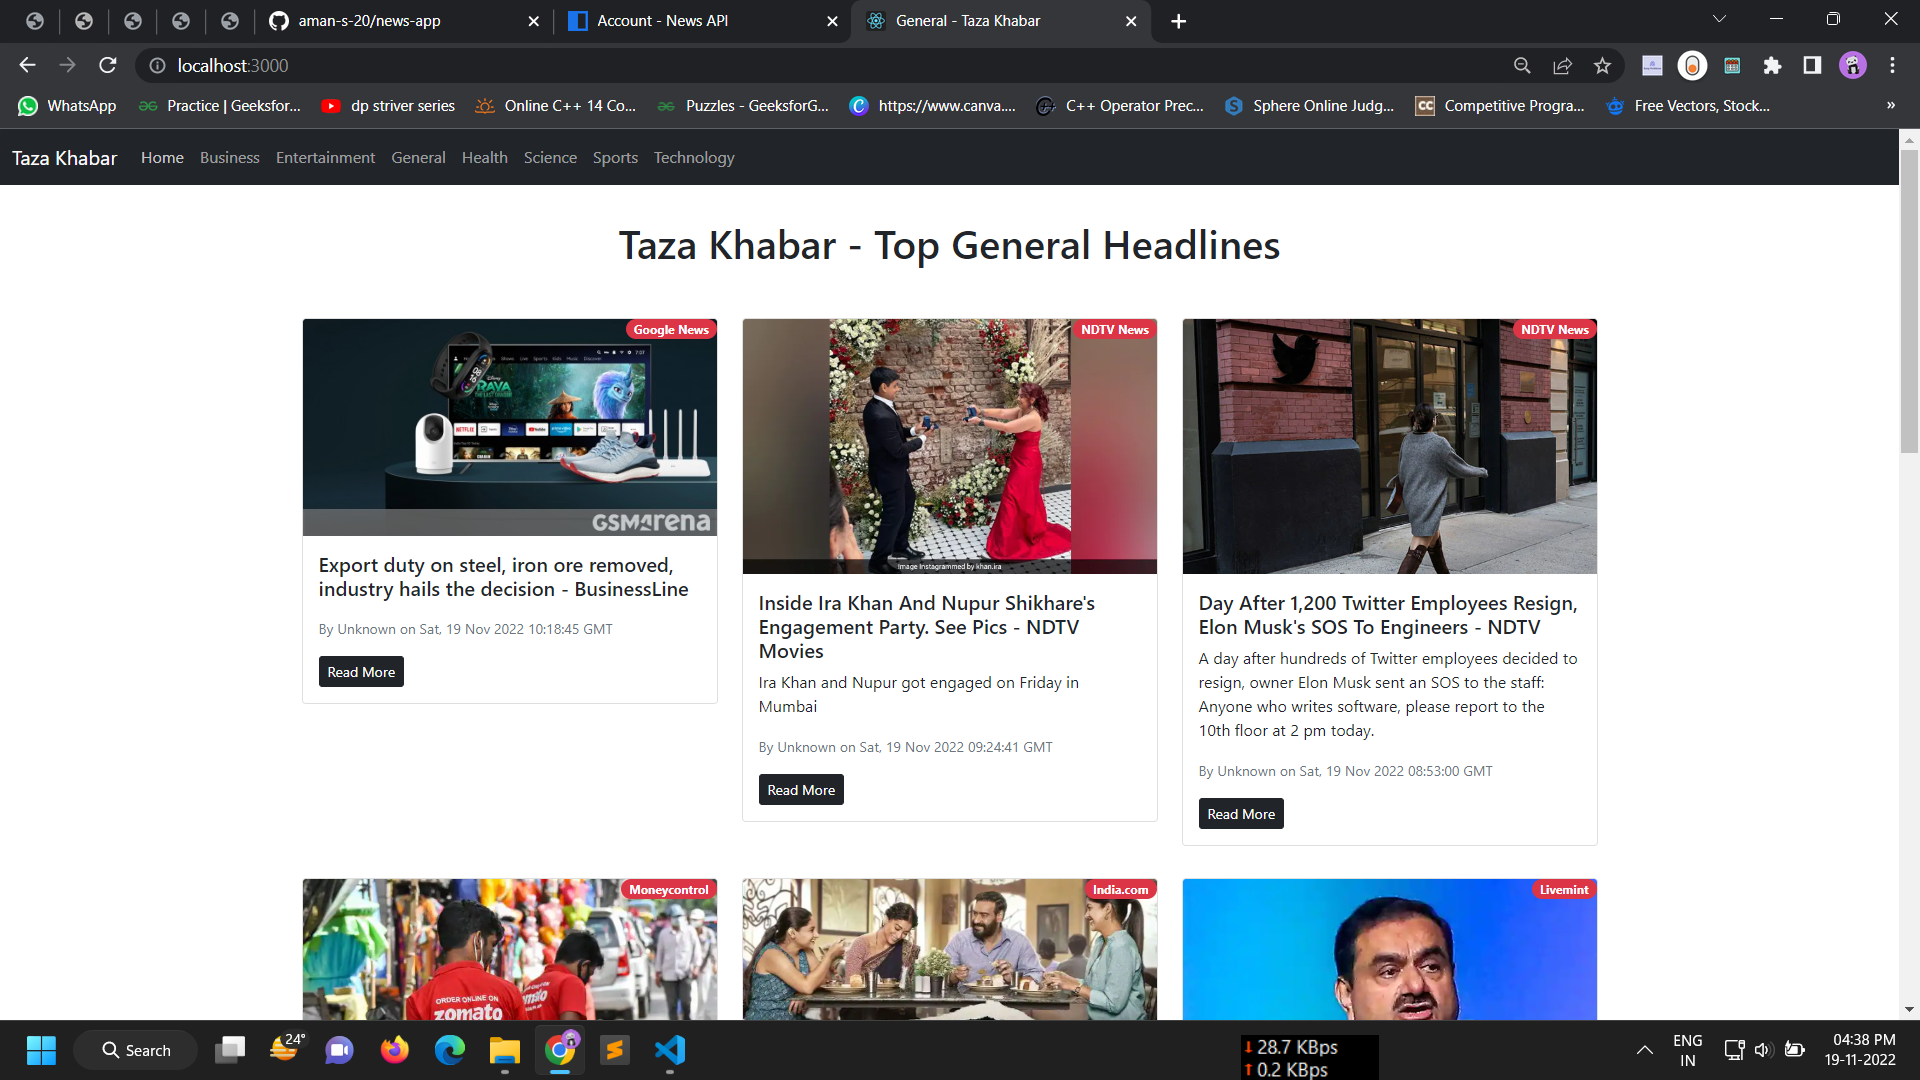 aman-s-20/news-app
Account - News API
General - Taza Khabar
localhost:3000
WhatsApp
Practice | Geeksfor...
dp striver series
Online C++ 14 Co...
Puzzles - GeeksforG...
https://www.canva....
C++ Operator Prec...
Sphere Online Judg...
CC
Competitive Progra...
Free Vectors, Stock...
»
Taza Khabar
Home
Business
Entertainment
General
Health
Science
Sports
Technology
Taza Khabar - Top General Headlines
Google News
GSMArena
Export duty on steel, iron ore removed,
industry hails the decision - BusinessLine
By Unknown on Sat, 19 Nov 2022 10:18:45 GMT
Read More
NDTV News
Image Instagrammed by khan.ira
Inside Ira Khan And Nupur Shikhare's
Engagement Party. See Pics - NDTV
Movies
Ira Khan and Nupur got engaged on Friday in
Mumbai
By Unknown on Sat, 19 Nov 2022 09:24:41 GMT
Read More
NDTV News
Day After 1,200 Twitter Employees Resign,
Elon Musk's SOS To Engineers - NDTV
A day after hundreds of Twitter employees decided to
resign, owner Elon Musk sent an SOS to the staff:
Anyone who writes software, please report to the
10th floor at 2 pm today.
By Unknown on Sat, 19 Nov 2022 08:53:00 GMT
Read More
Moneycontrol
ORDER ONLINE ON
zomato
India.com
Livemint
Search
24°
28.7 KBps
0.2 KBps
ENG
IN
04:38 PM
19-11-2022